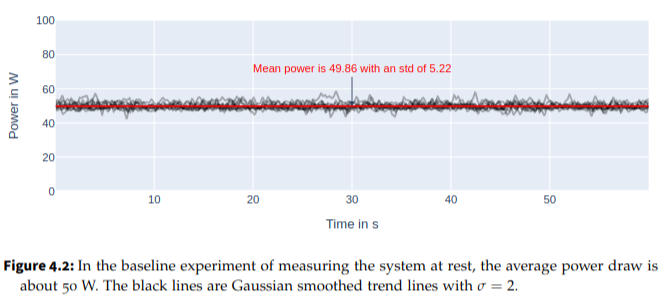 100
80
Mean power is 49.86 with an std of 5.22
60
Power in W
40
20
0
10 20 30 40 50
Time in s
Figure 4.2: In the baseline experiment of measuring the system at rest, the average power draw is
about 50 W. The black lines are Gaussian smoothed trend lines with σ = 2.